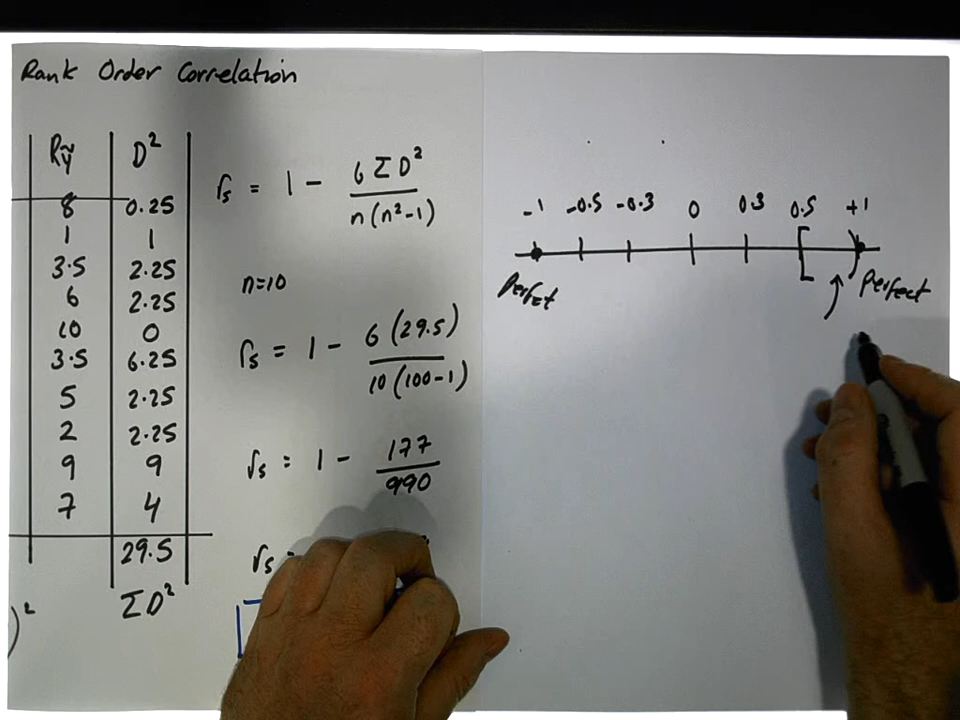 Rank Order Correlation
Rỹ D²
8 0.25
1 1
3.5 2.25
6 2.25
10 0
3.5 6.25
5 2.25
2 2.25
9 9
7 4
29.5
ΣD²
)²
rs = 1 - 6ΣD² / n(n²-1)
n=10
rs = 1 - 6(29.5) / 10(100-1)
rs = 1 - 177 / 990
rs =
-1 -0.5 -0.3 0 0.3 0.5 +1
Perfect Perfect